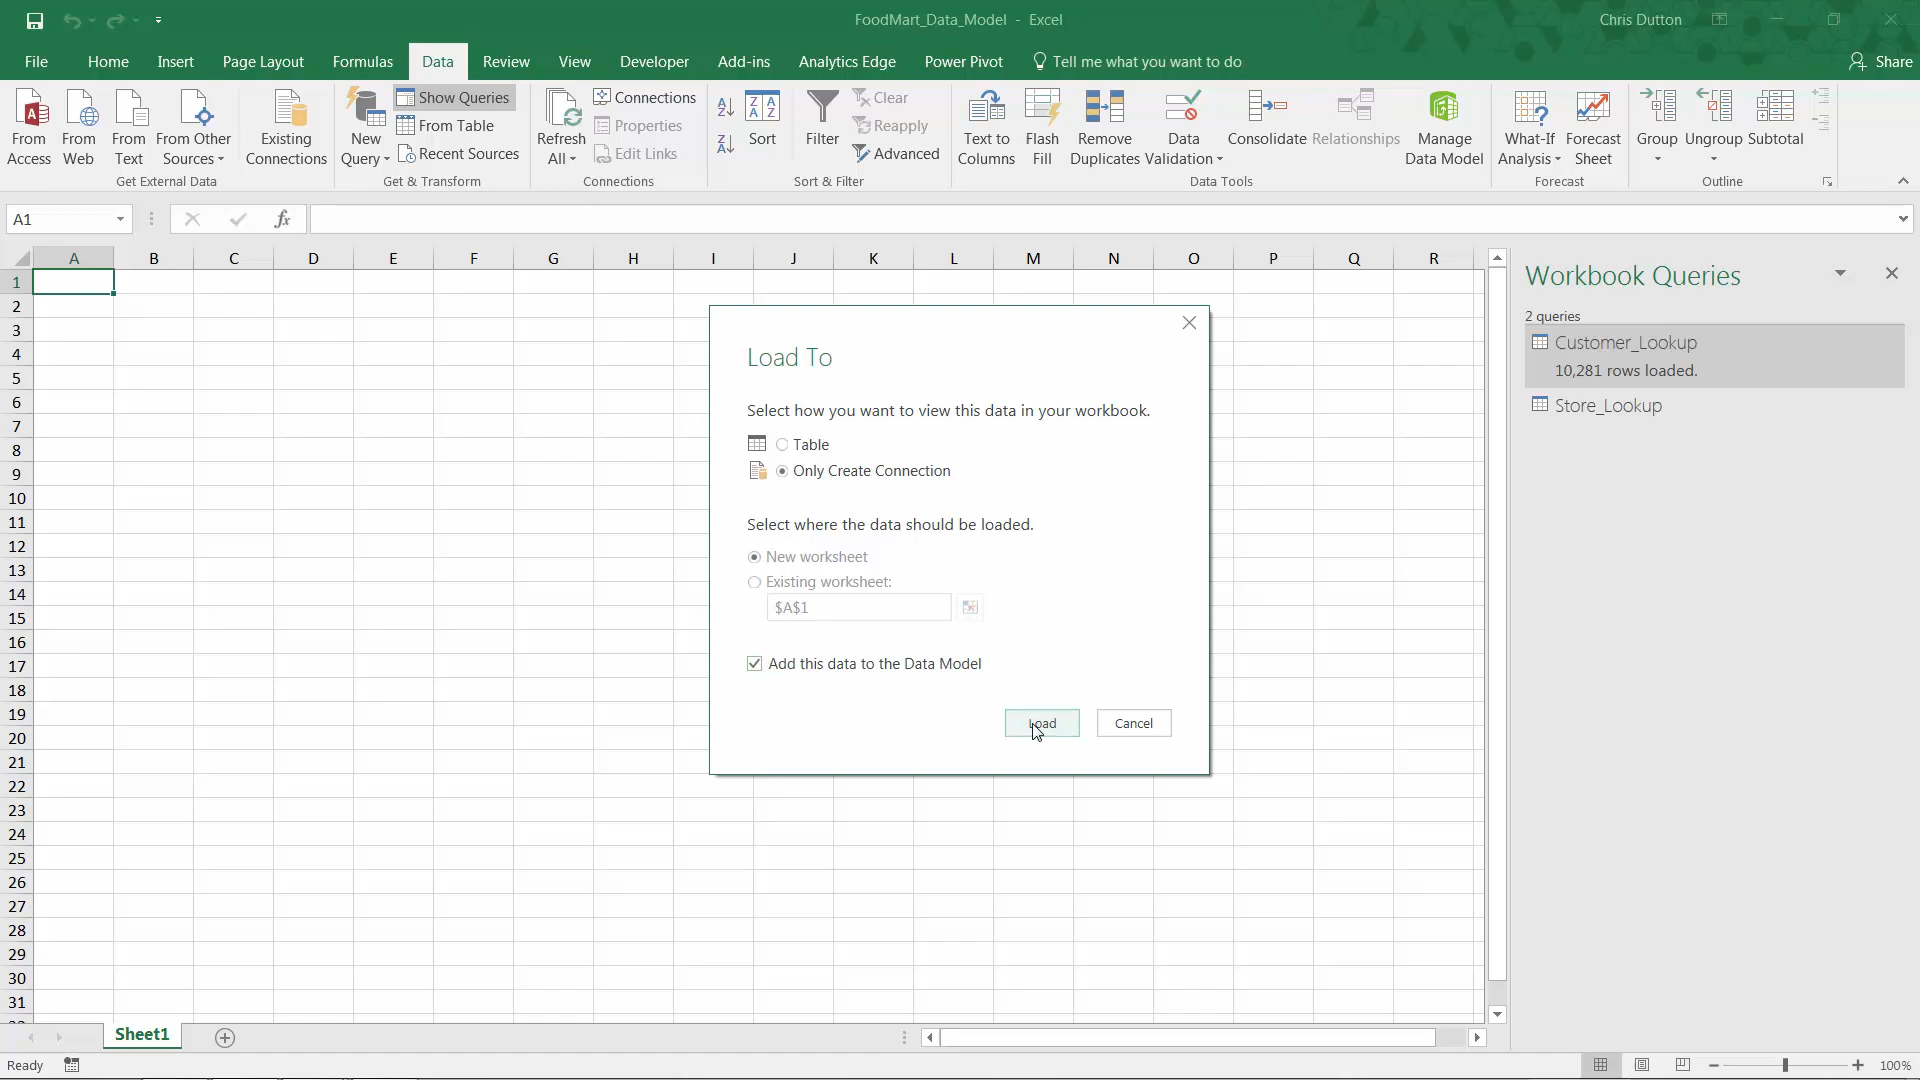 FoodMart_Data_Model - Excel
Chris Dutton
File Home Insert Page Layout Formulas Data Review View Developer Add-ins Analytics Edge Power Pivot Tell me what you want to do Share
From Access
From Web
From Text
From Other Sources
Existing Connections
Get External Data
New Query
Show Queries
From Table
Recent Sources
Get & Transform
Refresh All
Connections
Properties
Edit Links
Connections
A Z
Z A
Z A A Z
Sort
Filter
Clear
Reapply
Advanced
Sort & Filter
Text to Columns
Flash Fill
Remove Duplicates
Data Validation
Consolidate
Relationships
Manage Data Model
Data Tools
What-If Analysis
Forecast Sheet
Forecast
Group
Ungroup
Subtotal
Outline
A1
fx
A B C D E F G H I J K L M N O P Q R
1
2
3
4
5
6
7
8
9
10
11
12
13
14
15
16
17
18
19
20
21
22
23
24
25
26
27
28
29
30
31
Load To
Select how you want to view this data in your workbook.
Table
Only Create Connection
Select where the data should be loaded.
New worksheet
Existing worksheet:
$A$1
Add this data to the Data Model
Load Cancel
Workbook Queries
2 queries
Customer_Lookup
10,281 rows loaded.
Store_Lookup
Sheet1
Ready
100%